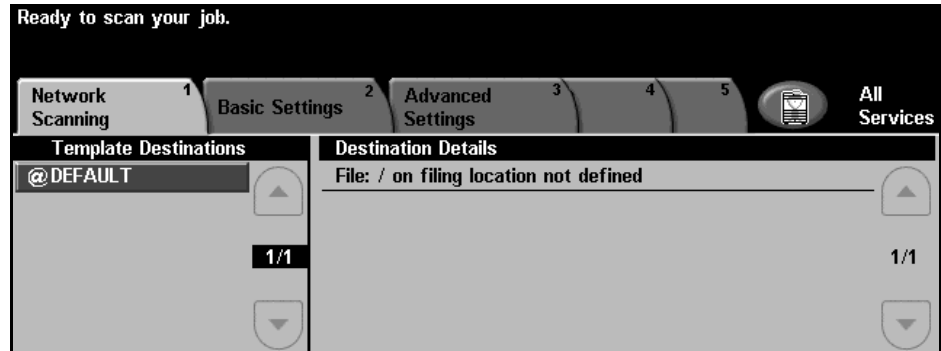 Ready to scan your job.
Network Scanning 1
Basic Settings 2
Advanced Settings 3
4
5
All Services
Template Destinations
Destination Details
@DEFAULT
File: / on filing location not defined
1/1
1/1